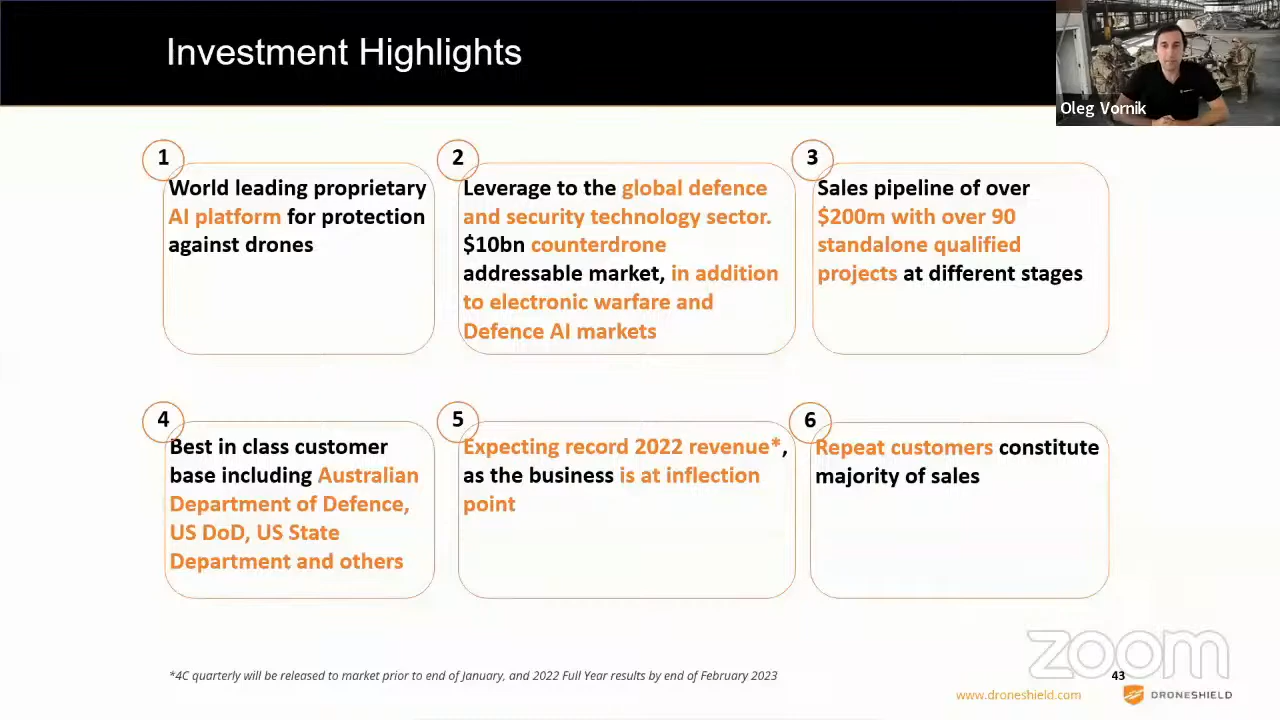 Investment Highlights
Oleg Vornik
1
World leading proprietary
AI platform for protection
against drones
2
Leverage to the global defence
and security technology sector.
$10bn counterdrone
addressable market, in addition
to electronic warfare and
Defence AI markets
3
Sales pipeline of over
$200m with over 90
standalone qualified
projects at different stages
4
Best in class customer
base including Australian
Department of Defence,
US DoD, US State
Department and others
5
Expecting record 2022 revenue*,
as the business is at inflection
point
6
Repeat customers constitute
majority of sales
zoom
*4C quarterly will be released to market prior to end of January, and 2022 Full Year results by end of February 2023
43
www.droneshield.com
DRONESHIELD